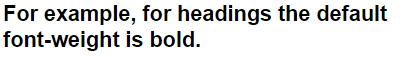 For example, for headings the default
font-weight is bold.